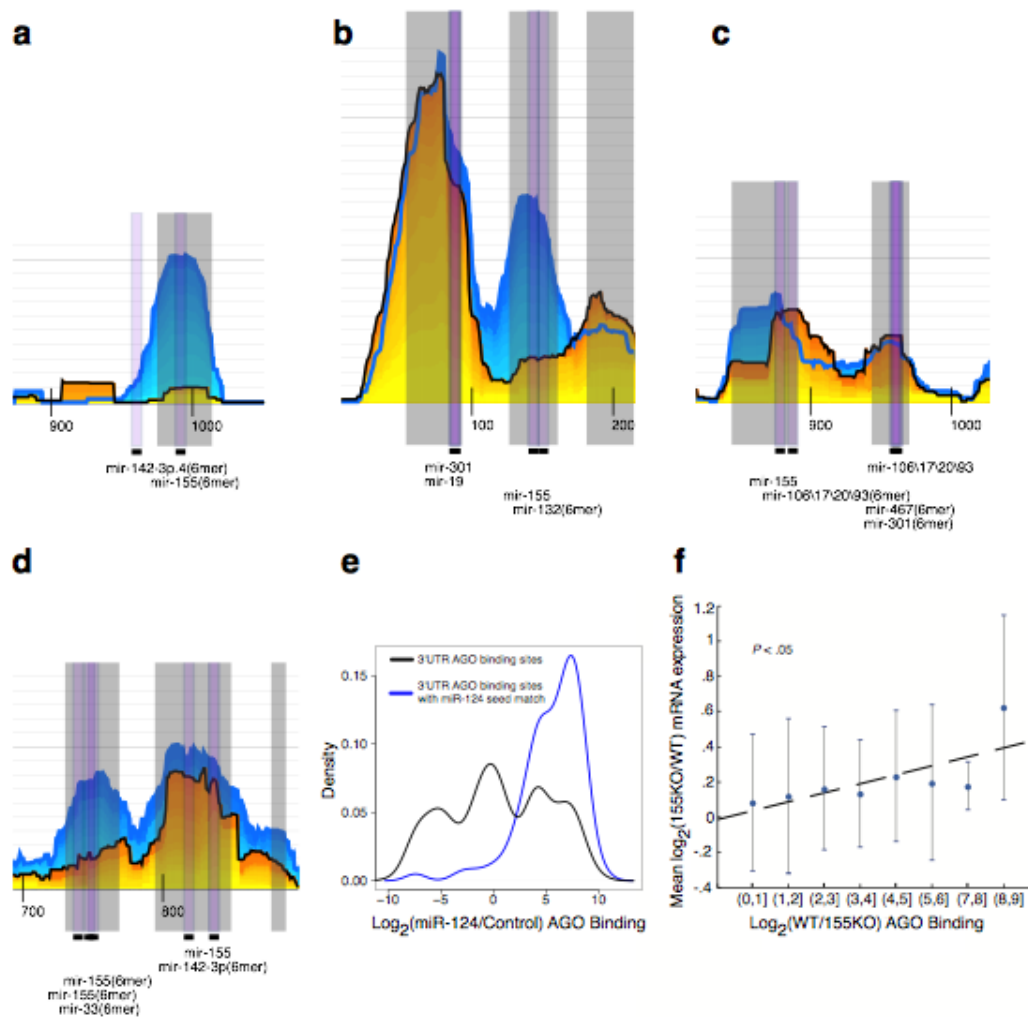 a
b
c
900
1000
mir-142-3p.4(6mer)
mir-155(6mer)
100
200
mir-301
mir-19
mir-155
mir-132(6mer)
900
1000
mir-106\17\20\93
mir-155
mir-106\17\20\93(6mer)
mir-467(6mer)
mir-301(6mer)
d
700
800
mir-155
mir-142-3p(6mer)
mir-155(6mer)
mir-155(6mer)
mir-33(6mer)
e
3'UTR AGO binding sites
3'UTR AGO binding sites
with miR-124 seed match
0.15
0.10
0.05
0.00
Density
-10
-5
0
5
10
Log2(miR-124/Control) AGO Binding
f
1.2
1
.8
.6
.4
.2
0
-.2
-.4
P < .05
Mean log2(155KO/WT) mRNA expression
(0,1] (1,2] (2,3] (3,4] (4,5] (5,6] (7,8] (8,9]
Log2(WT/155KO) AGO Binding